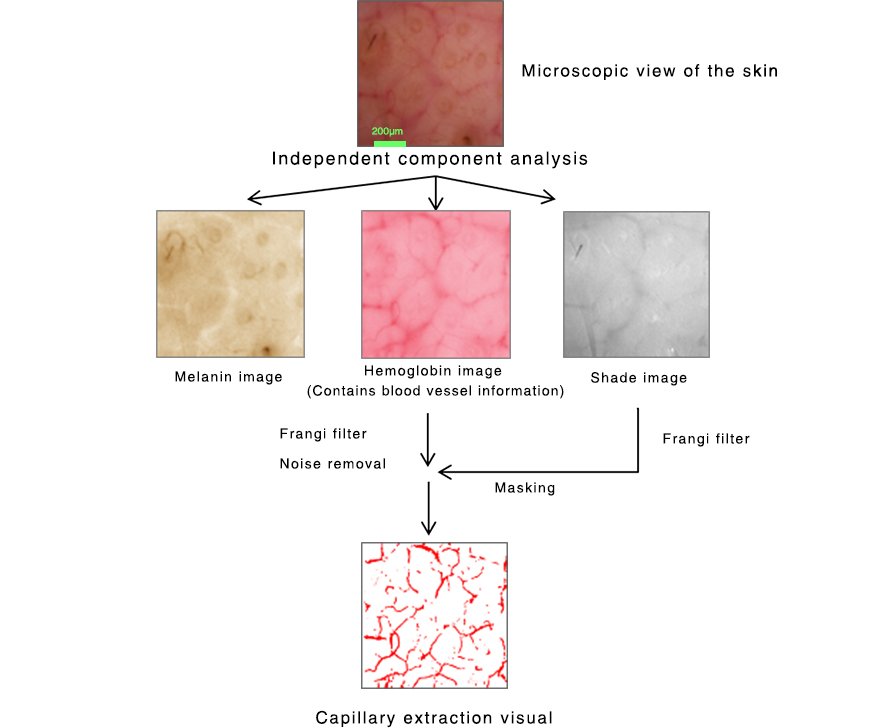 Microscopic view of the skin
200μm
Independent component analysis
Melanin image
Hemoglobin image
(Contains blood vessel information)
Shade image
Frangi filter
Noise removal
Frangi filter
Masking
Capillary extraction visual